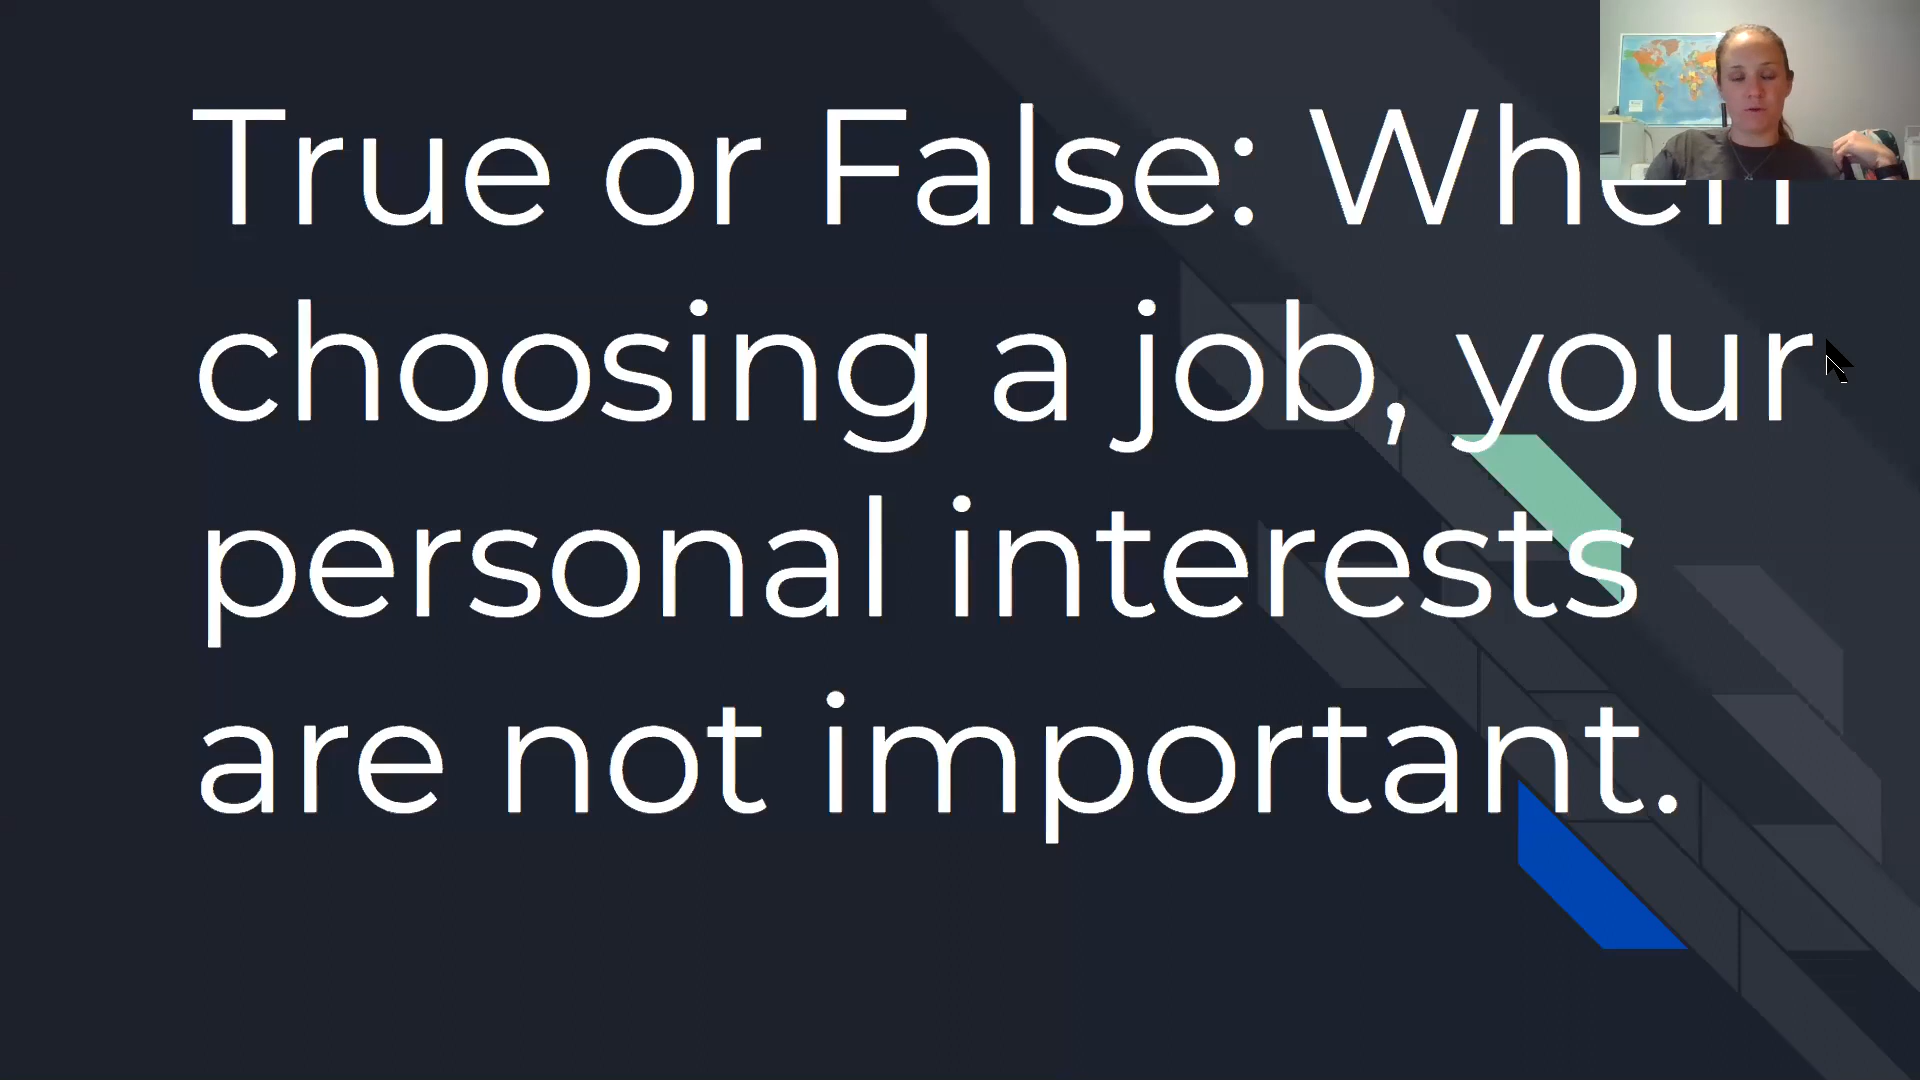 True or False: When
choosing a job, your
personal interests
are not important.